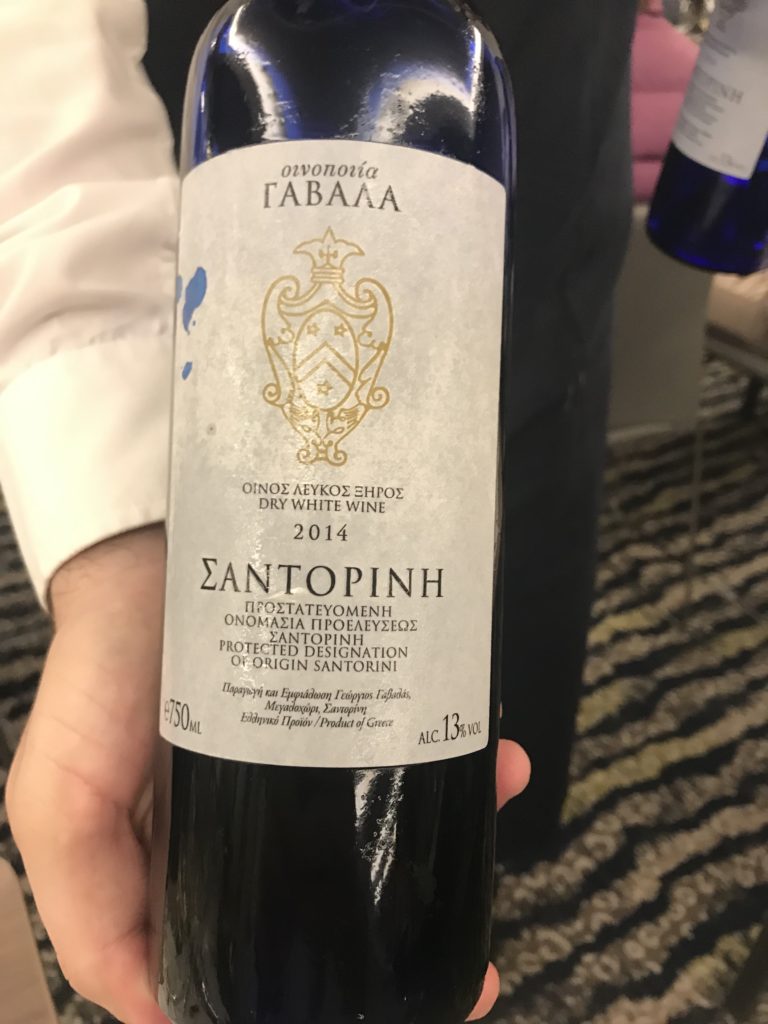 οινοποιία
ΓΑΒΑΛΑ
ΟΙΝΟΣ ΛΕΥΚΟΣ ΞΗΡΟΣ
DRY WHITE WINE
2014
ΣΑΝΤΟΡΙΝΗ
ΠΡΟΣΤΑΤΕΥΟΜΕΝΗ
ΟΝΟΜΑΣΙΑ ΠΡΟΕΛΕΥΣΕΩΣ
ΣΑΝΤΟΡΙΝΗ
PROTECTED DESIGNATION
OF ORIGIN SANTORINI
Παραγωγή και Εμφιάλωση Γεώργιος Γαβαλάς,
Μεγαλοχώρι, Σαντορίνη
Ελληνικό Προϊόν / Product of Greece
e750ML
ALC. 13% VOL